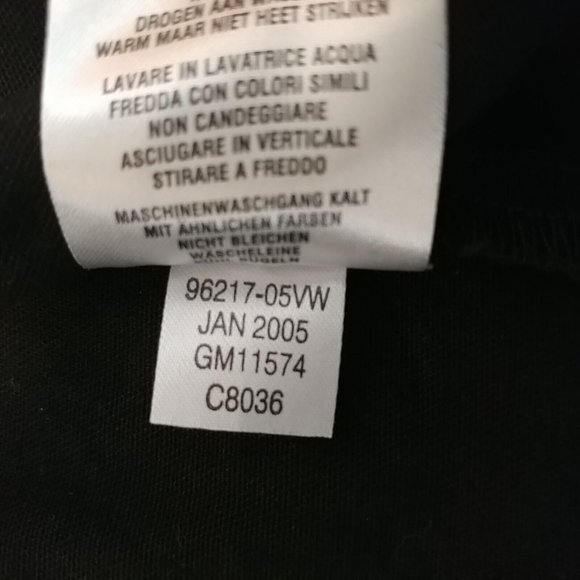 DROGEN AAN
WARM MAAR NIET HEET STRIJKEN
LAVARE IN LAVATRICE ACQUA
FREDDA CON COLORI SIMILI
NON CANDEGGIARE
ASCIUGARE IN VERTICALE
STIRARE A FREDDO
MASCHINENWASCHGANG KALT
MIT ÄHNLICHEN FARBEN
NICHT BLEICHEN
WÄSCHELEINE
96217-05VW
JAN 2005
GM11574
C8036